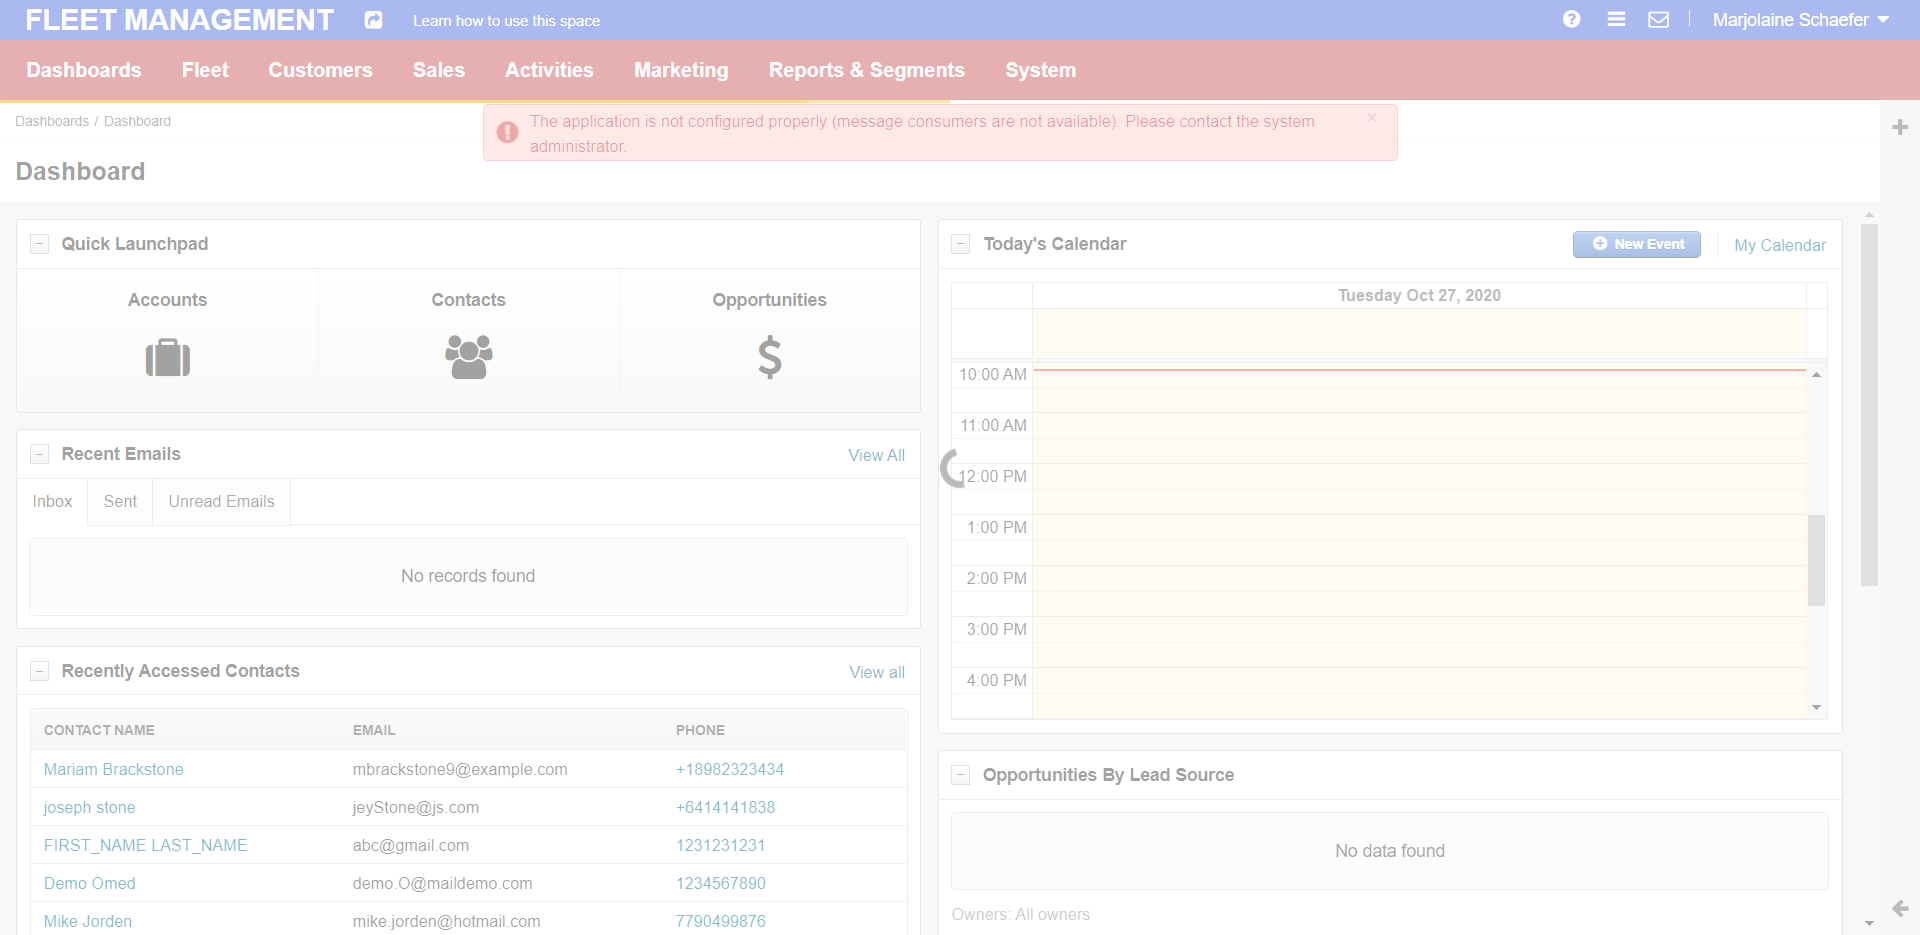 FLEET MANAGEMENT
Learn how to use this space
Marjolaine Schaefer
Dashboards Fleet Customers Sales Activities Marketing Reports & Segments System
Dashboards / Dashboard
The application is not configured properly (message consumers are not available). Please contact the system
administrator.
Dashboard
Quick Launchpad
Accounts Contacts Opportunities
Recent Emails View All
Inbox Sent Unread Emails
No records found
Recently Accessed Contacts View all
CONTACT NAME EMAIL PHONE
Mariam Brackstone mbrackstone9@example.com +18982323434
joseph stone jeyStone@js.com +6414141838
FIRST_NAME LAST_NAME abc@gmail.com 1231231231
Demo Omed demo.O@maildemo.com 1234567890
Mike Jorden mike.jorden@hotmail.com 7790499876
Today's Calendar New Event My Calendar
Tuesday Oct 27, 2020
10:00 AM
11:00 AM
12:00 PM
1:00 PM
2:00 PM
3:00 PM
4:00 PM
Opportunities By Lead Source
No data found
Owners: All owners